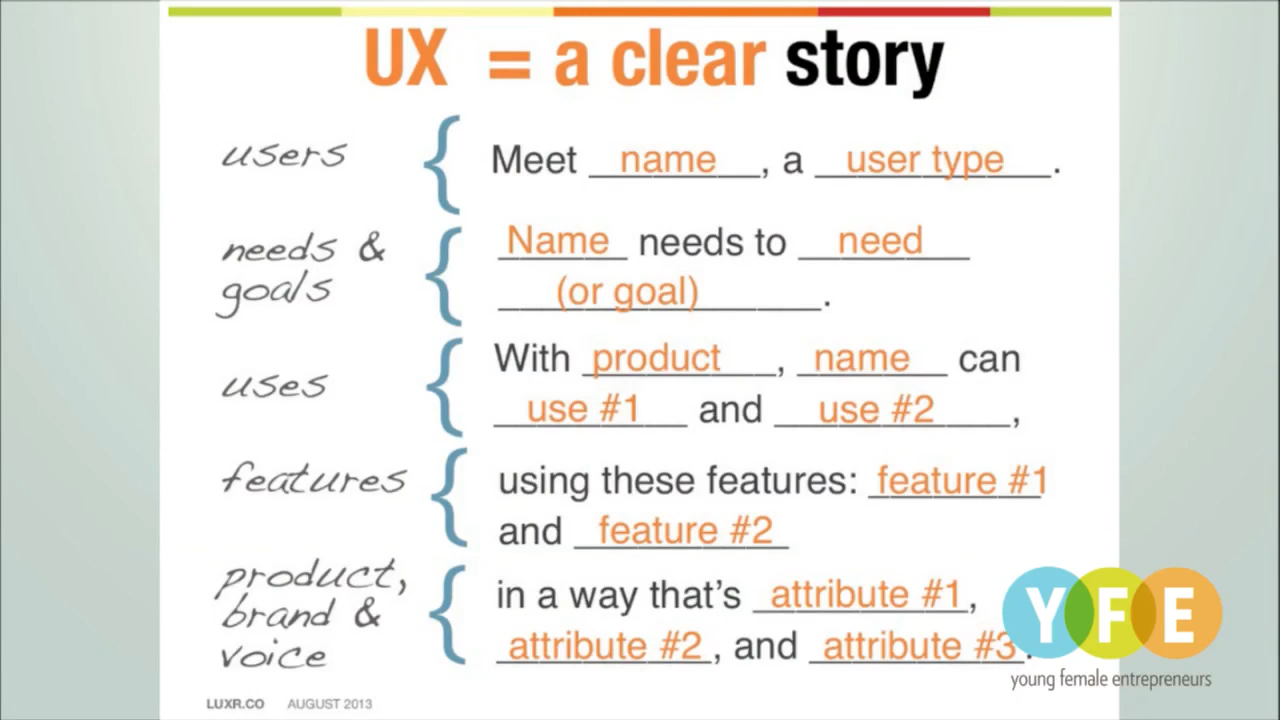 UX = a clear story
users
Meet name, a user type.
needs &
goals
Name needs to need
(or goal).
uses
With product, name can
use #1 and use #2,
features
using these features: feature #1
and feature #2
product,
brand &
voice
in a way that's attribute #1,
attribute #2, and attribute #3.
YFE
young female entrepreneurs
LUXR.CO AUGUST 2013